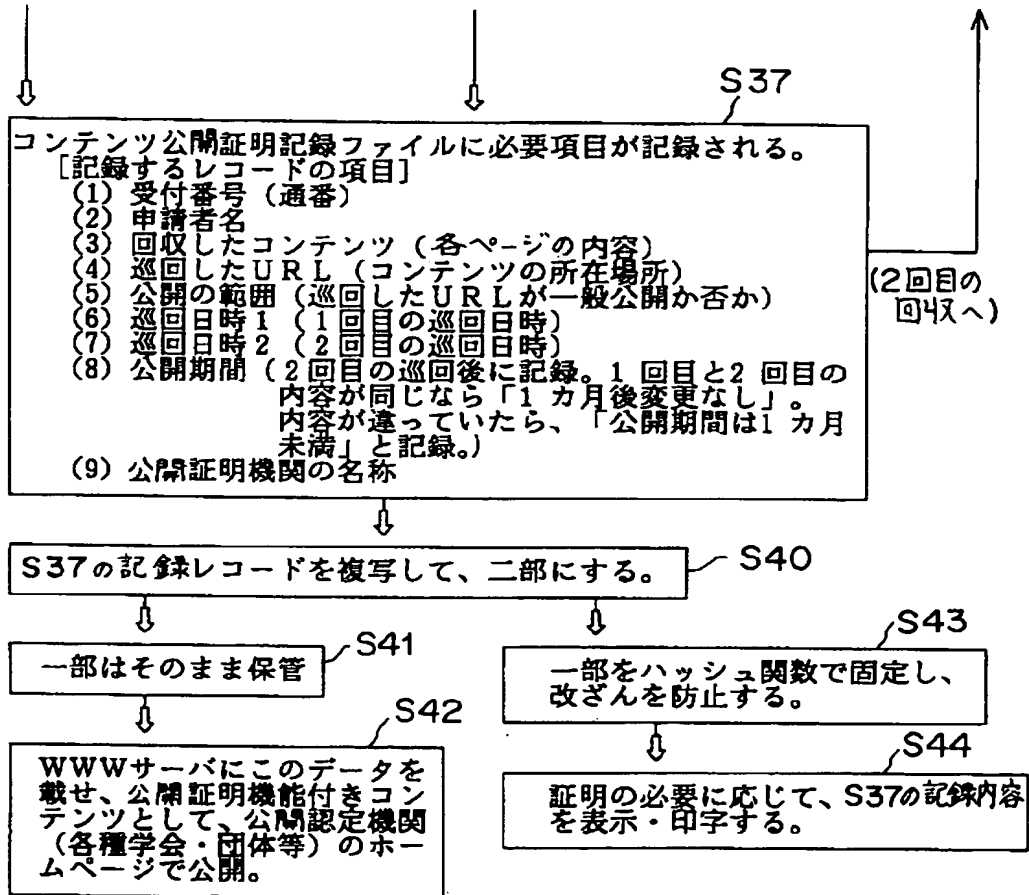 S37
コンテンツ公開証明記録ファイルに必要項目が記録される。
[記録するレコードの項目]
(1) 受付番号 (通番)
(2) 申請者名
(3) 回収したコンテンツ (各ページの内容)
(4) 巡回したURL (コンテンツの所在場所)
(5) 公開の範囲 (巡回したURLが一般公開か否か)
(6) 巡回日時1 (1回目の巡回日時)
(7) 巡回日時2 (2回目の巡回日時)
(8) 公開期間 (2回目の巡回後に記録。1 回目と2 回目の
内容が同じなら「1 カ月後変更なし」。
内容が違っていたら、「公開期間は1 カ月
未満」と記録。)
(9) 公開証明機関の名称
(2回目の
回収へ)
S40
S37の記録レコードを複写して、二部にする。
S41
一部はそのまま保管
S43
一部をハッシュ関数で固定し、
改ざんを防止する。
S42
WWWサーバにこのデータを
載せ、公開証明機能付きコン
テンツとして、公開認定機関
(各種学会・団体等) のホー
ムページで公開。
S44
証明の必要に応じて、S37の記録内容
を表示・印字する。